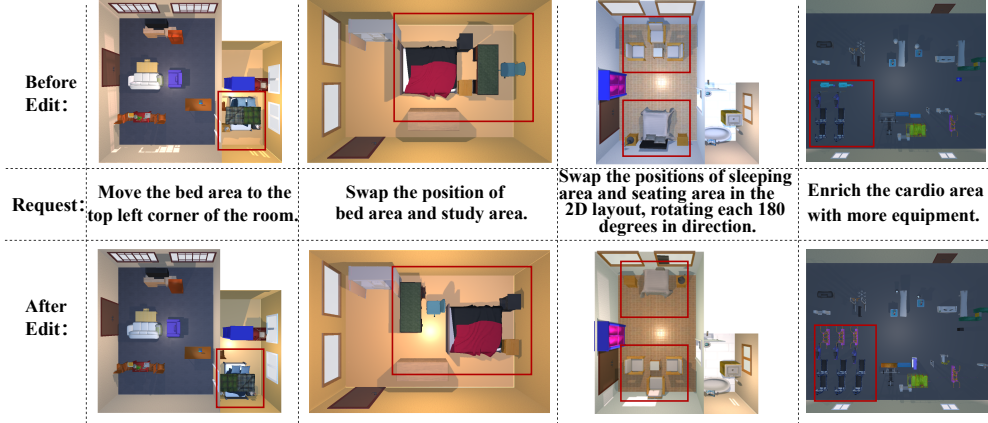 Before
Edit:
Request:
Move the bed area to the
top left corner of the room.
Swap the position of
bed area and study area.
Swap the positions of sleeping
area and seating area in the
2D layout, rotating each 180
degrees in direction.
Enrich the cardio area
with more equipment.
After
Edit: